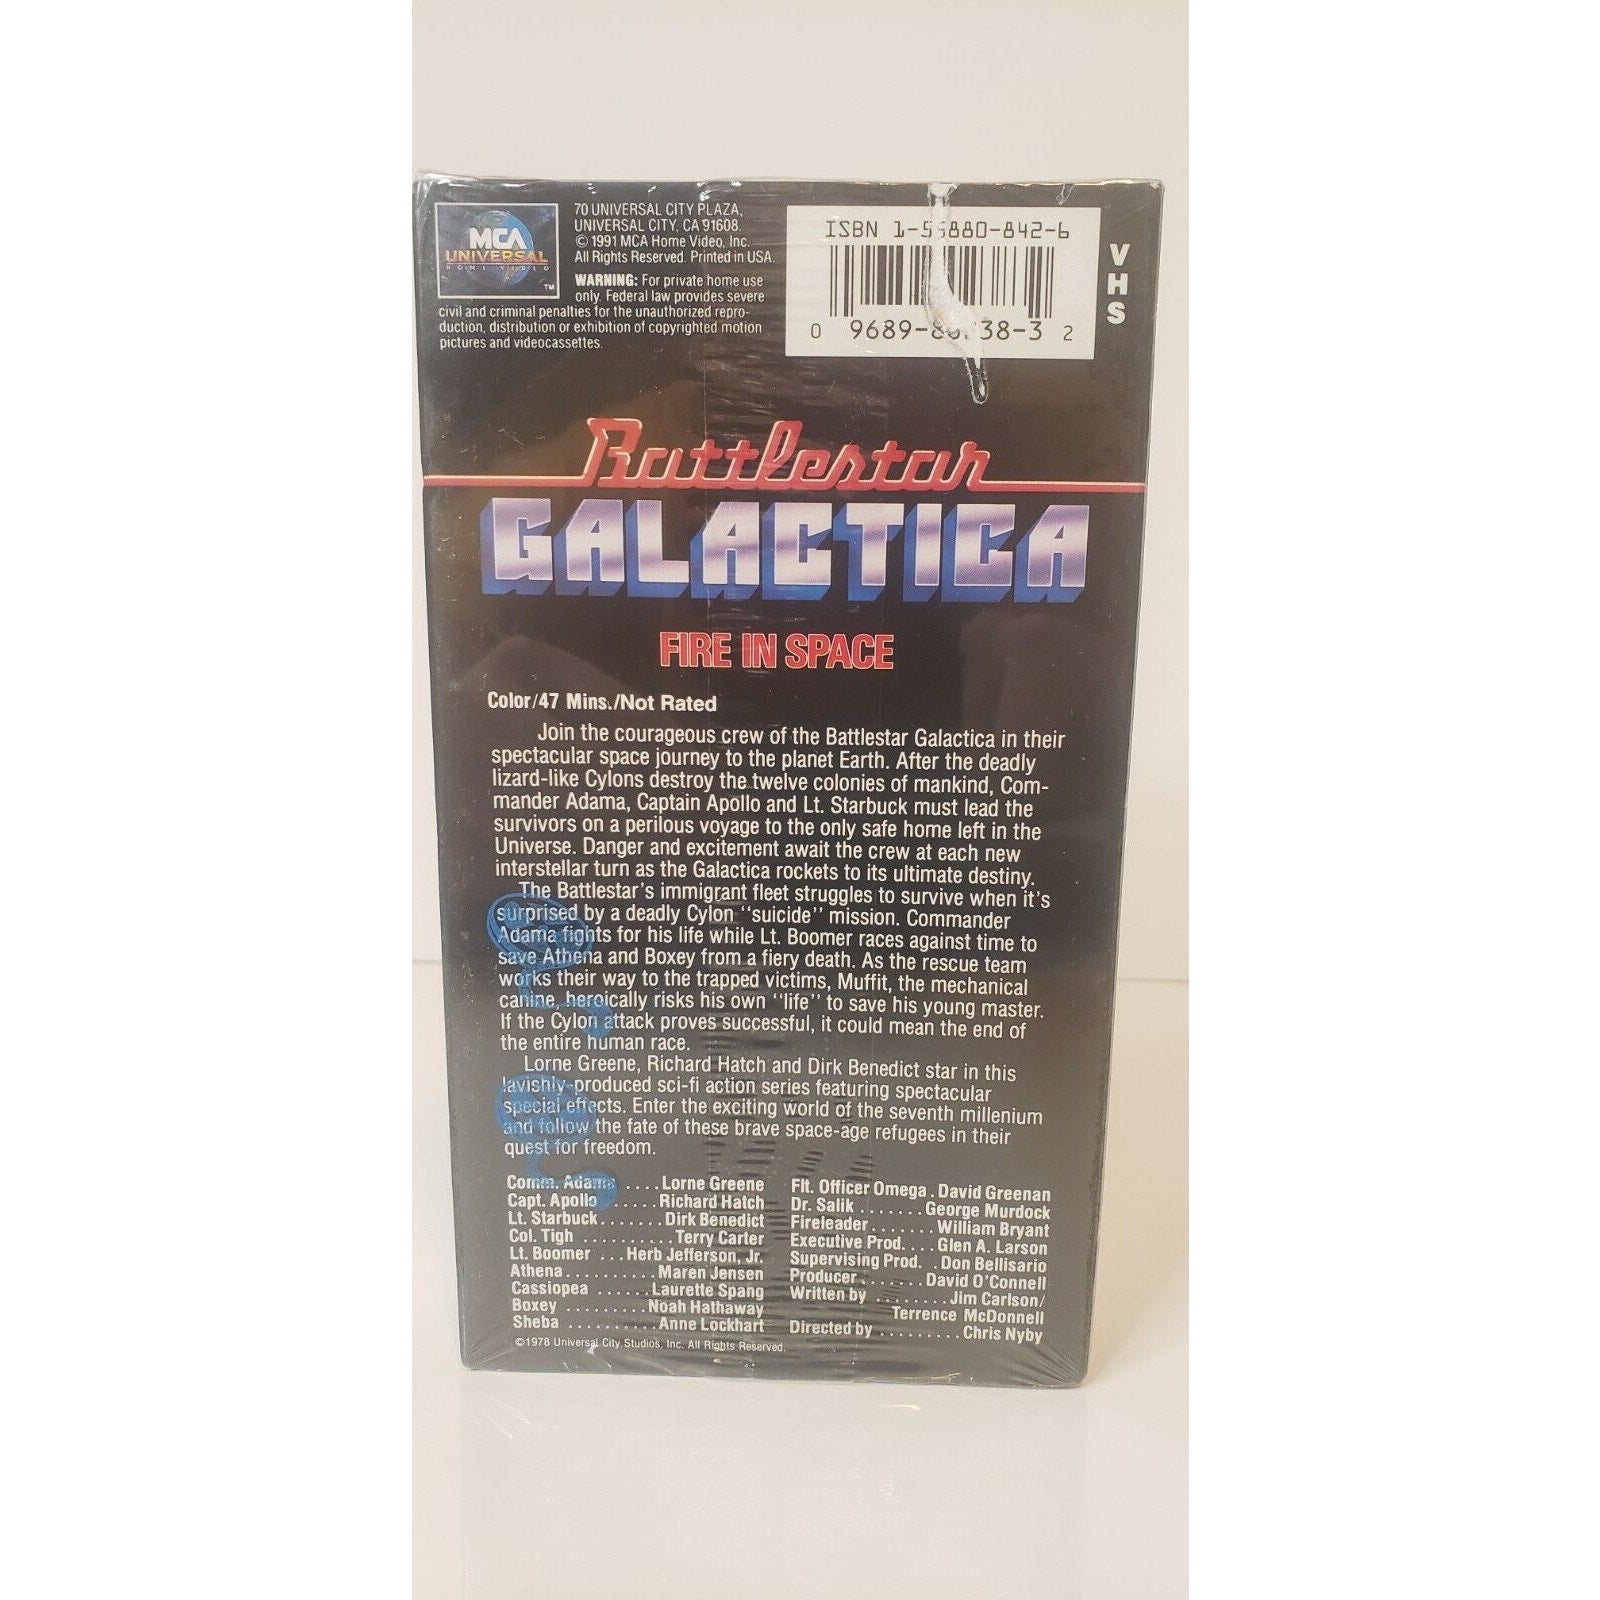 MCA
UNIVERSAL
HOME VIDEO
TM
70 UNIVERSAL CITY PLAZA,
UNIVERSAL CITY, CA 91608.
© 1991 MCA Home Video, Inc.
All Rights Reserved. Printed in USA.
WARNING: For private home use
only. Federal law provides severe
civil and criminal penalties for the unauthorized repro-
duction, distribution or exhibition of copyrighted motion
pictures and videocassettes.
ISBN
0 2
VHS
Battlestar
GALACTICA
FIRE IN SPACE
Color/47 Mins./Not Rated
Join the courageous crew of the Battlestar Galactica in their
spectacular space journey to the planet Earth. After the deadly
lizard-like Cylons destroy the twelve colonies of mankind, Com-
mander Adama, Captain Apollo and Lt. Starbuck must lead the
survivors on a perilous voyage to the only safe home left in the
Universe. Danger and excitement await the crew at each new
interstellar turn as the Galactica rockets to its ultimate destiny.
The Battlestar's immigrant fleet struggles to survive when it's
surprised by a deadly Cylon "suicide" mission. Commander
Adama fights for his life while Lt. Boomer races against time to
save Athena and Boxey from a fiery death. As the rescue team
works their way to the trapped victims, Muffit, the mechanical
canine, heroically risks his own "life" to save his young master.
If the Cylon attack proves successful, it could mean the end of
the entire human race.
Lorne Greene, Richard Hatch and Dirk Benedict star in this
lavishly-produced sci-fi action series featuring spectacular
special effects. Enter the exciting world of the seventh millenium
and follow the fate of these brave space-age refugees in their
quest for freedom.
Comm. Adama .... Lorne Greene
Capt. Apollo ..... Richard Hatch
Lt. Starbuck....... Dirk Benedict
Col. Tigh .......... Terry Carter
Lt. Boomer ... Herb Jefferson, Jr.
Athena.......... Maren Jensen
Cassiopea ...... Laurette Spang
Boxey ......... Noah Hathaway
Sheba .......... Anne Lockhart
Flt. Officer Omega . David Greenan
Dr. Salik ....... George Murdock
Fireleader....... William Bryant
Executive Prod.... Glen A. Larson
Supervising Prod. . Don Bellisario
Producer ....... David O'Connell
Written by ........ Jim Carlson/
Terrence McDonnell
Directed by ......... Chris Nyby
©1978 Universal City Studios, Inc. All Rights Reserved.